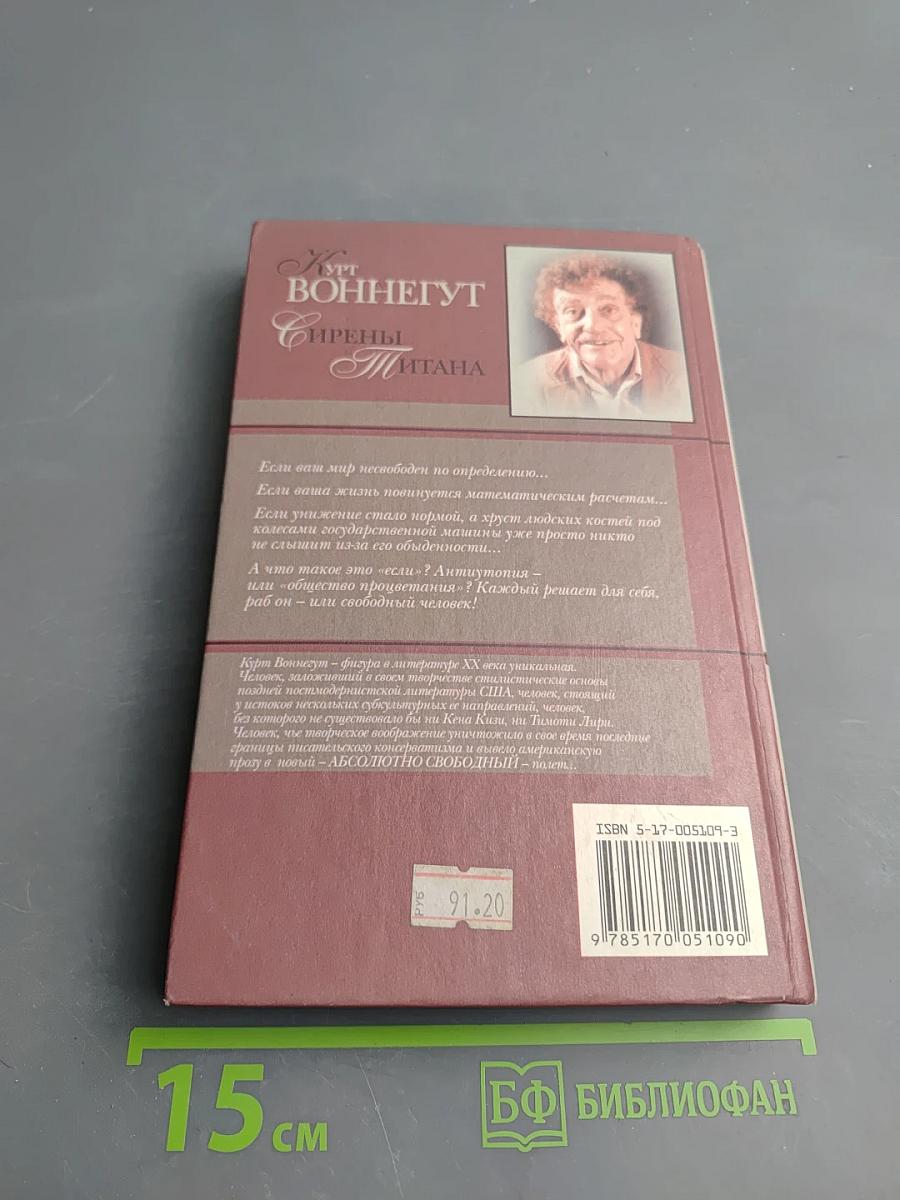 Курт
ВОННЕГУТ
Сирены
Титана
Если ваш мир несвободен по определению...
Если ваша жизнь повинуется математическим расчетам...
Если унижение стало нормой, а хруст людских костей под
колесами государственной машины уже просто никто
не слышит из-за его обыденности...
А что такое это «если»? Антиутопия –
или «общество процветания»? Каждый решает для себя,
раб он – или свободный человек!
Курт Воннегут – фигура в литературе XX века уникальная.
Человек, заложивший в своем творчестве стилистические основы
поздней постмодернистской литературы США, человек, стоящий
у истоков нескольких субкультурных ее направлений, человек,
без которого не существовало бы ни Кена Кизи, ни Тимоти Лири.
Человек, чье творческое воображение уничтожило в свое время последние
границы писательского консерватизма и вывело американскую
прозу в новый – АБСОЛЮТНО СВОБОДНЫЙ – полет...
ISBN 5-17-005109-3
9 785170 051090
РУБ 91.20
15 см
БФ БИБЛИОФАН